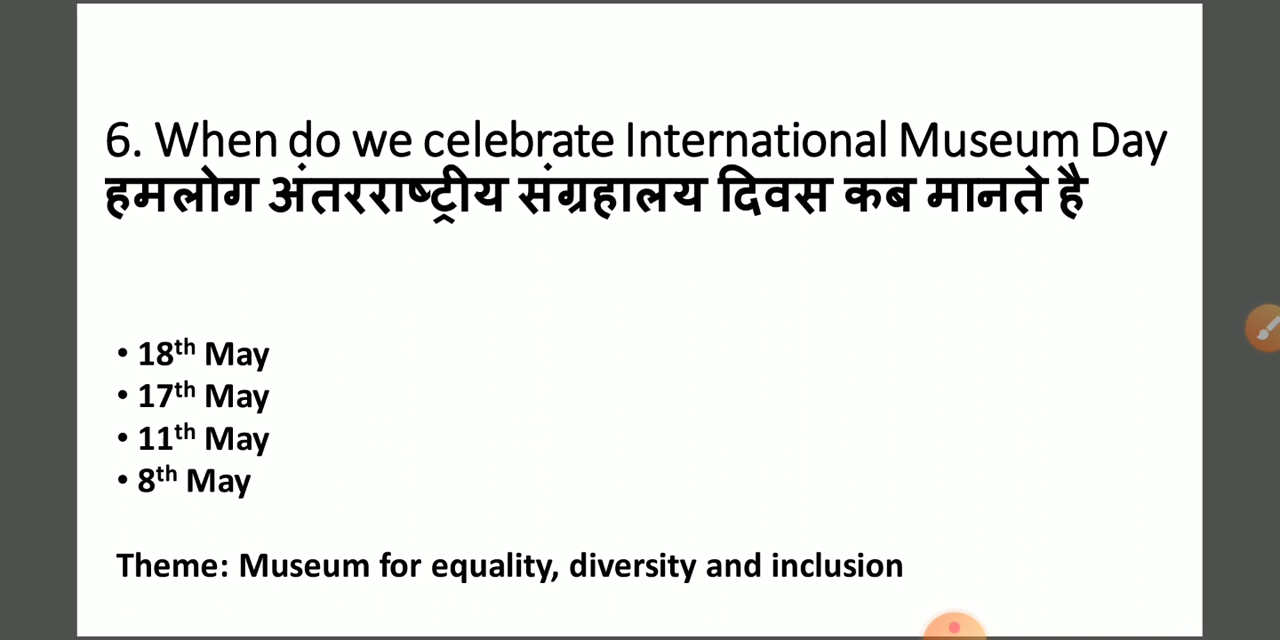 6. When do we celebrate International Museum Day
हमलोग अंतरराष्ट्रीय संग्रहालय दिवस कब मानते है
• 18th May
• 17th May
• 11th May
• 8th May
Theme: Museum for equality, diversity and inclusion